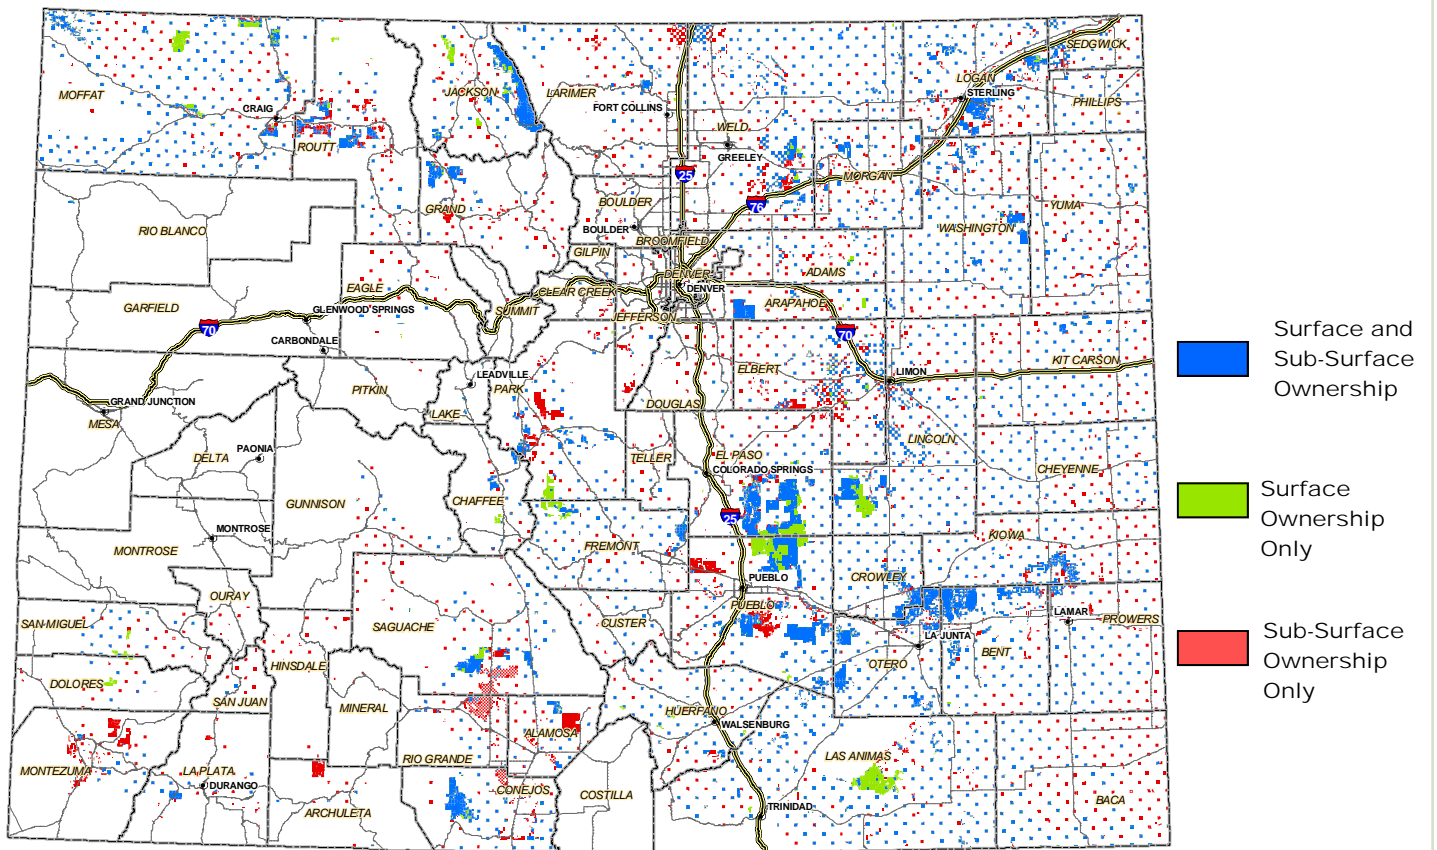 SEDGWICK
LOGAN
MOFFAT
JACKSON
LARIMER
STERLING
PHILLIPS
CRAIG
FORT COLLINS
WELD
ROUTT
GREELEY
25
MORGAN
76
BOULDER
YUMA
GRAND
RIO BLANCO
BOULDER
WASHINGTON
BROOMFIELD
GILPIN
DENVER
ADAMS
EAGLE
CLEAR CREEK
DENVER
ARAPAHOE
GARFIELD
GLENWOOD SPRINGS
SUMMIT
JEFFERSON
70
70
CARBONDALE
KIT CARSON
ELBERT
LIMON
LEADVILLE
PITKIN
PARK
GRAND JUNCTION
DOUGLAS
LAKE
MESA
LINCOLN
PAONIA
DELTA
TELLER
EL PASO
COLORADO SPRINGS
CHEYENNE
GUNNISON
CHAFFEE
25
MONTROSE
KIOWA
MONTROSE
FREMONT
PUEBLO
CROWLEY
OURAY
PUEBLO
LAMAR
SAN MIGUEL
SAGUACHE
CUSTER
PROWERS
LA JUNTA
HINSDALE
OTERO
BENT
DOLORES
SAN JUAN
MINERAL
HUERFANO
WALSENBURG
ALAMOSA
RIO GRANDE
LAS ANIMAS
MONTEZUMA
LA PLATA
DURANGO
CONEJOS
COSTILLA
BACA
ARCHULETA
TRINIDAD
Surface and
Sub-Surface
Ownership
Surface
Ownership
Only
Sub-Surface
Ownership
Only